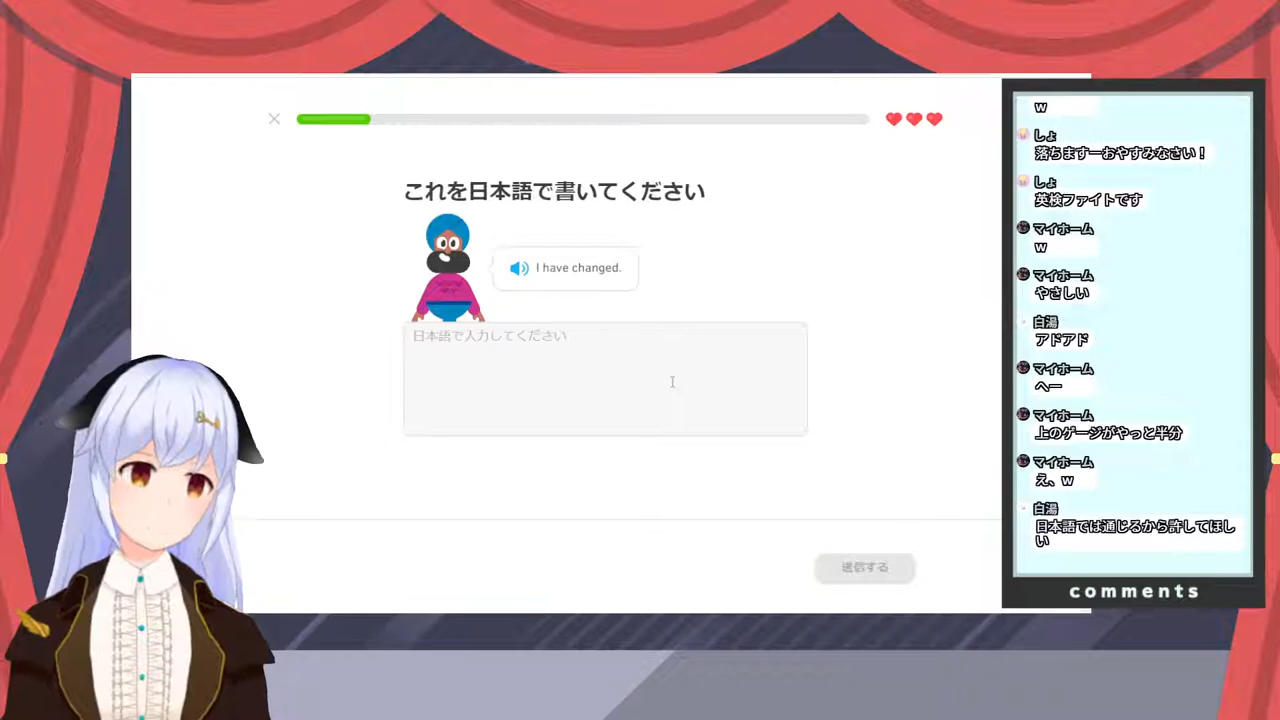 これを日本語で書いてください
I have changed.
日本語で入力してください
送信する
w
しょ
落ちますーおやすみなさい！
しょ
英検ファイトです
マイホーム
w
マイホーム
やさしい
白湯
アドアド
マイホーム
へー
マイホーム
上のゲージがやっと半分
マイホーム
え、w
白湯
日本語では通じるから許してほし
い
comments